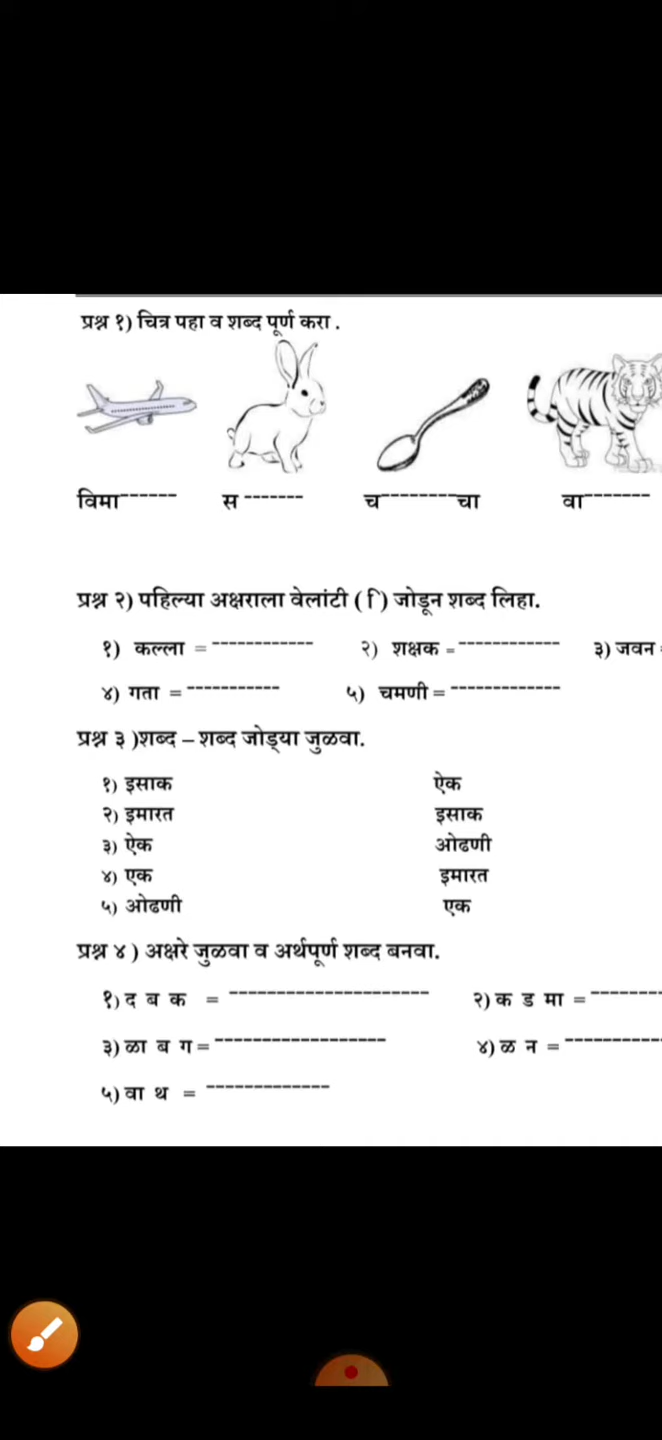 प्रश्न १) चित्र पहा व शब्द पूर्ण करा .
विमा------ स ------- च---------चा वा-------
प्रश्न २) पहिल्या अक्षराला वेलांटी ( ि) जोडून शब्द लिहा.
१) कल्ला = ------------ २) शक्षक = ------------ ३) जवन
४) गता = ----------- ५) चमणी = -------------
प्रश्न ३ )शब्द – शब्द जोड्या जुळवा.
१) इसाक ऐक
२) इमारत इसाक
३) ऐक ओढणी
४) एक इमारत
५) ओढणी एक
प्रश्न ४ ) अक्षरे जुळवा व अर्थपूर्ण शब्द बनवा.
१) द ब क = --------------------- २) क ड मा = --------
३) ळा ब ग = ------------------ ४) ळ न = ----------
५) वा थ = -------------